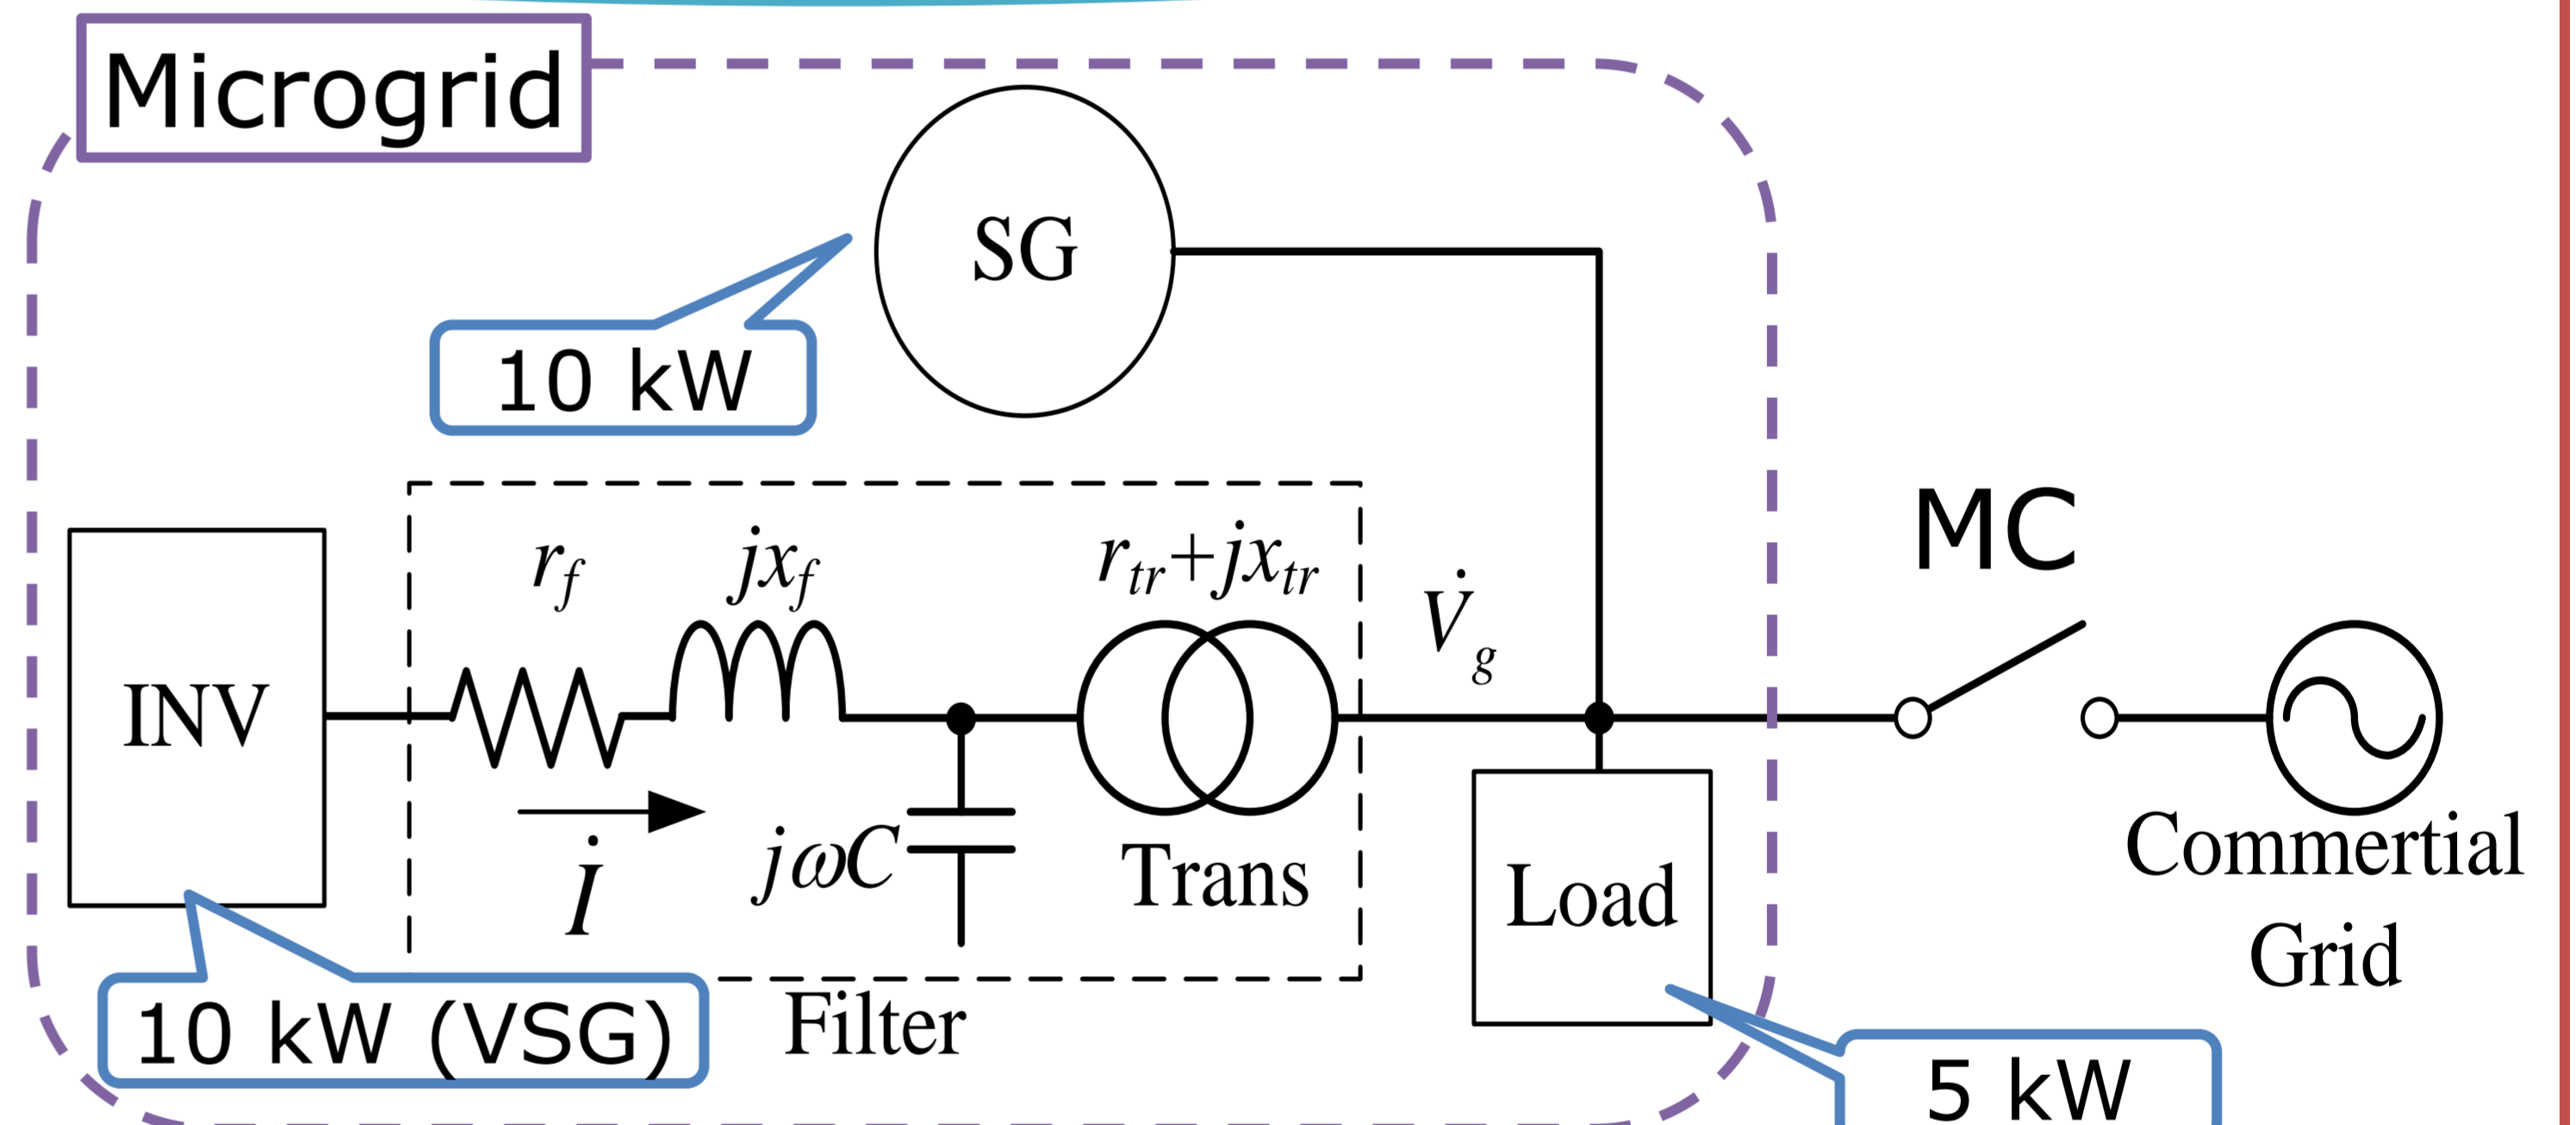 Microgrid
SG
10 kW
MC
r_f
jx_f
r_tr+jx_tr
V̇_g
INV
İ
jωC
Trans
Load
Commertial
Grid
10 kW (VSG)
Filter
5 kW